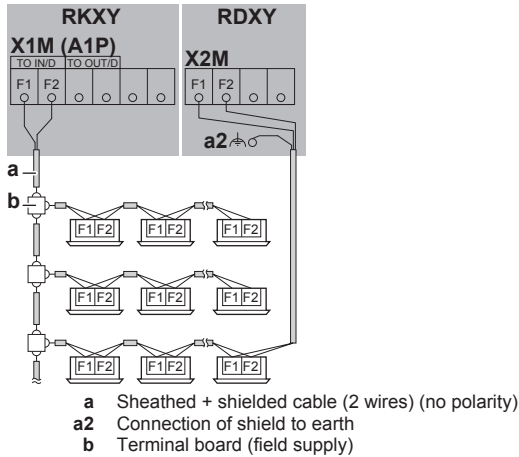 RKXY RDXY
X1M (A1P)
TO IN/D TO OUT/D
X2M
F1 F2 F1 F2
a2
a
b
F1 F2 F1 F2 F1 F2
F1 F2 F1 F2 F1 F2
F1 F2 F1 F2 F1 F2
a Sheathed + shielded cable (2 wires) (no polarity)
a2 Connection of shield to earth
b Terminal board (field supply)